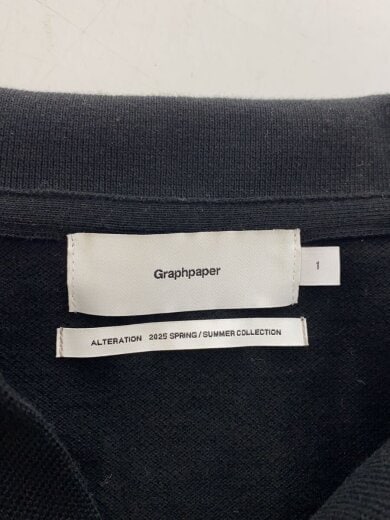 Graphpaper
1
ALTERATION 2025 SPRING / SUMMER COLLECTION